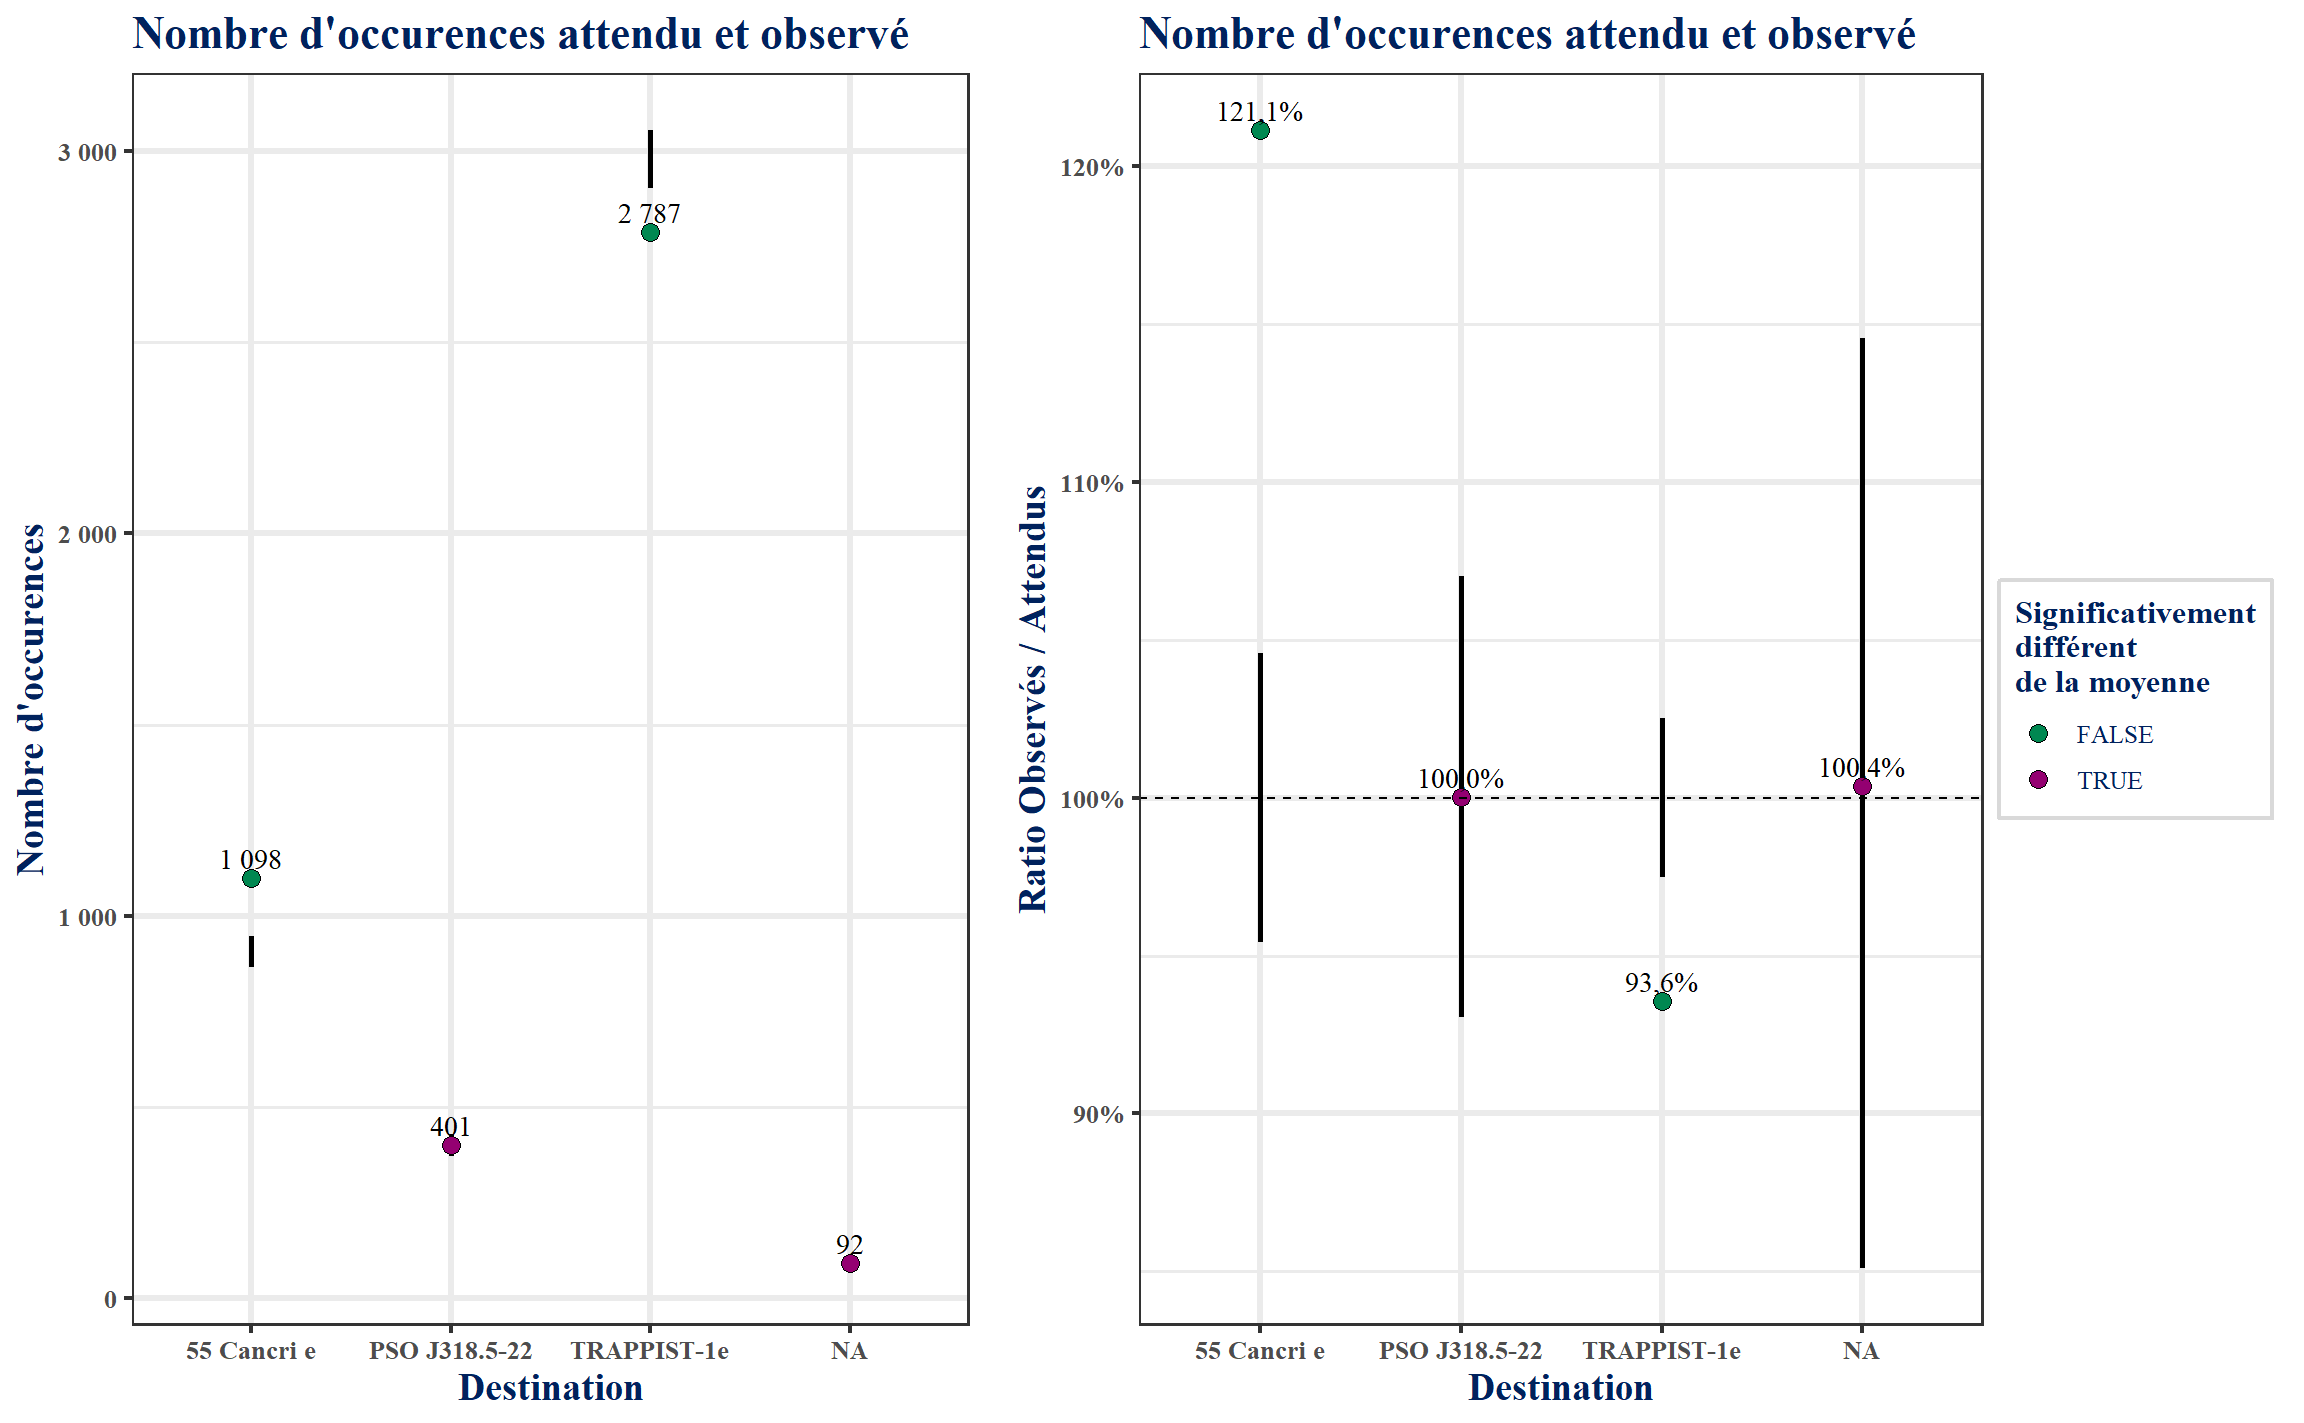 Nombre d'occurences attendu et observé
Nombre d'occurences
3 000
2 000
1 000
0
2 787
1 098
401
92
55 Cancri e
PSO J318.5-22
TRAPPIST-1e
NA
Destination
Nombre d'occurences attendu et observé
Ratio Observés / Attendus
120%
110%
100%
90%
121,1%
100,0%
93,6%
100,4%
55 Cancri e
PSO J318.5-22
TRAPPIST-1e
NA
Destination
Significativement
différent
de la moyenne
FALSE
TRUE